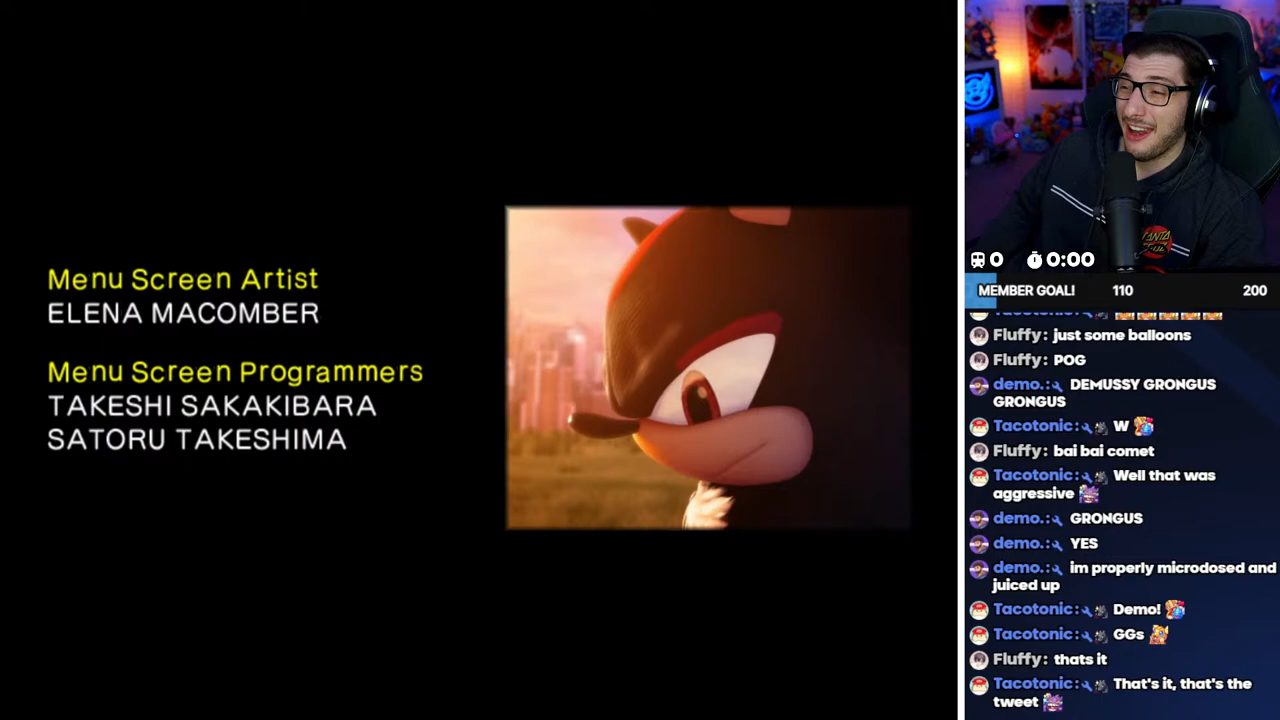 Menu Screen Artist
ELENA MACOMBER
Menu Screen Programmers
TAKESHI SAKAKIBARA
SATORU TAKESHIMA
SANTA
0 0:00
MEMBER GOAL! 110 200
Tacotonic:
Fluffy: just some balloons
Fluffy: POG
demo.: DEMUSSY GRONGUS
GRONGUS
Tacotonic: W
Fluffy: bai bai comet
Tacotonic: Well that was
aggressive
demo.: GRONGUS
demo.: YES
demo.: im properly microdosed and
juiced up
Tacotonic: Demo!
Tacotonic: GGs
Fluffy: thats it
Tacotonic: That's it, that's the
tweet